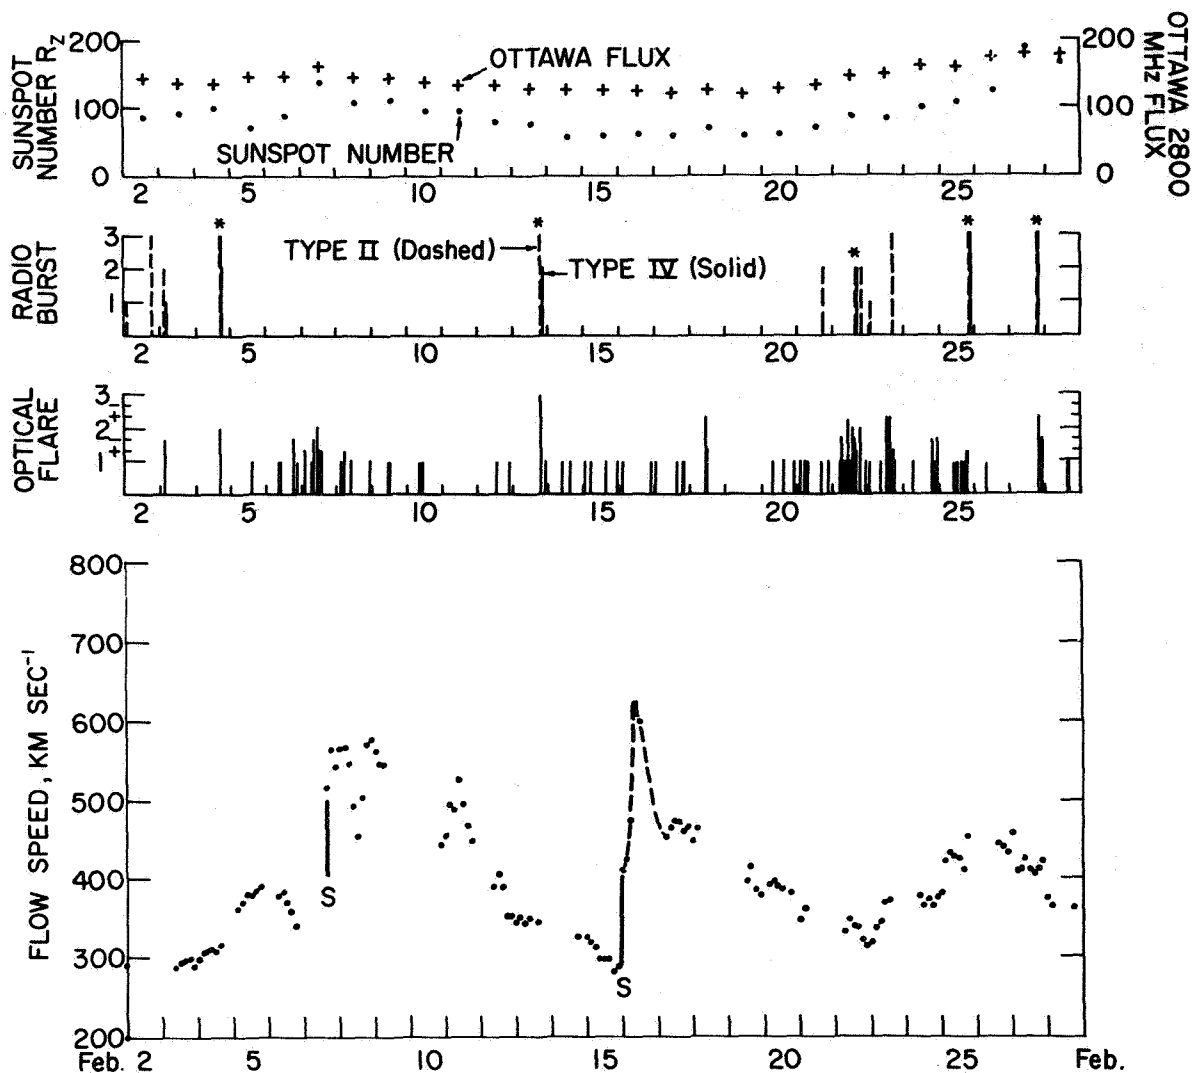 SUNSPOT
NUMBER Rz
200
100
0
OTTAWA FLUX
SUNSPOT NUMBER
200
100
0
OTTAWA 2800
MHz FLUX
2 5 10 15 20 25
RADIO
BURST
3
2
1
* * * * *
TYPE II (Dashed)
TYPE IV (Solid)
2 5 10 15 20 25
OPTICAL
FLARE
3
-
+
2
-
+
1
2 5 10 15 20 25
FLOW SPEED, KM SEC⁻¹
800
700
600
500
400
300
200
S
S
Feb. 2 5 10 15 20 25 Feb.